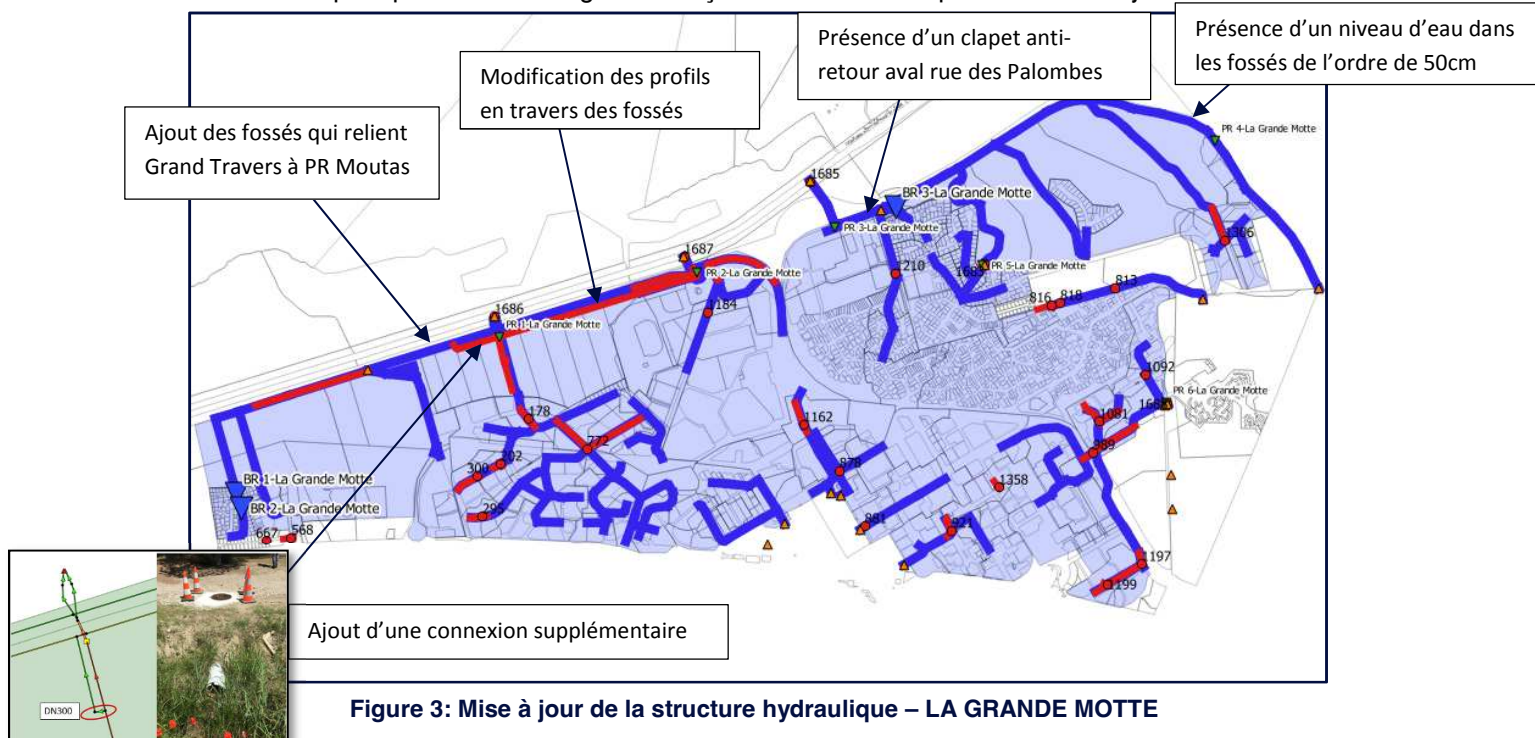 Présence d'un clapet anti-
retour aval rue des Palombes
Présence d'un niveau d'eau dans
les fossés de l'ordre de 50cm
Modification des profils
en travers des fossés
Ajout des fossés qui relient
Grand Travers à PR Moutas
PR 4-La Grande Motte
1685
BR 3-La Grande Motte
PR 3-La Grande Motte
1306
1687
PR 2-La Grande Motte
1210
PR 5-La Grande Motte
813
816
818
1686
PR 1-La Grande Motte
1184
1092
PR 6-La Grande Motte
178
1162
1081
772
989
202
300
878
1358
BR 1-La Grande Motte
BR 2-La Grande Motte
295
881
921
667
568
1197
1199
Ajout d'une connexion supplémentaire
DN300
Figure 3: Mise à jour de la structure hydraulique – LA GRANDE MOTTE